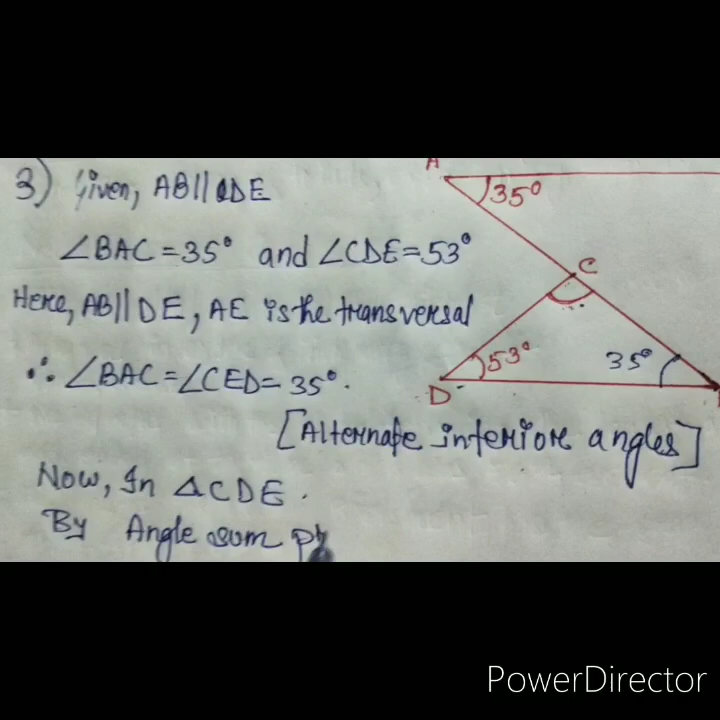 3) Given, AB||DE
∠BAC=35° and ∠CDE=53°
Here, AB||DE, AE is the transversal
∴ ∠BAC=∠CED=35°.
[Alternate interior angles]
Now, In △CDE.
By Angle sum
A
35°
C
53°
35°
D
PowerDirector